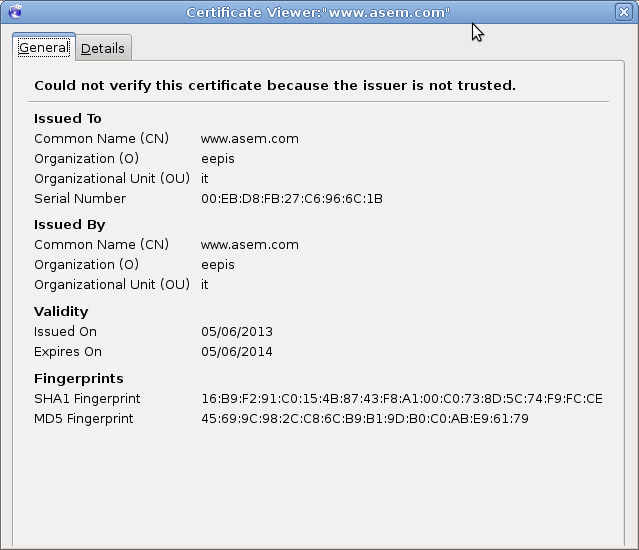 Certificate Viewer:"www.asem.com"
General Details
Could not verify this certificate because the issuer is not trusted.
Issued To
Common Name (CN) www.asem.com
Organization (O) eepis
Organizational Unit (OU) it
Serial Number 00:EB:D8:FB:27:C6:96:6C:1B
Issued By
Common Name (CN) www.asem.com
Organization (O) eepis
Organizational Unit (OU) it
Validity
Issued On 05/06/2013
Expires On 05/06/2014
Fingerprints
SHA1 Fingerprint 16:B9:F2:91:C0:15:4B:87:43:F8:A1:00:C0:73:8D:5C:74:F9:FC:CE
MD5 Fingerprint 45:69:9C:98:2C:C8:6C:B9:B1:9D:B0:C0:AB:E9:61:79